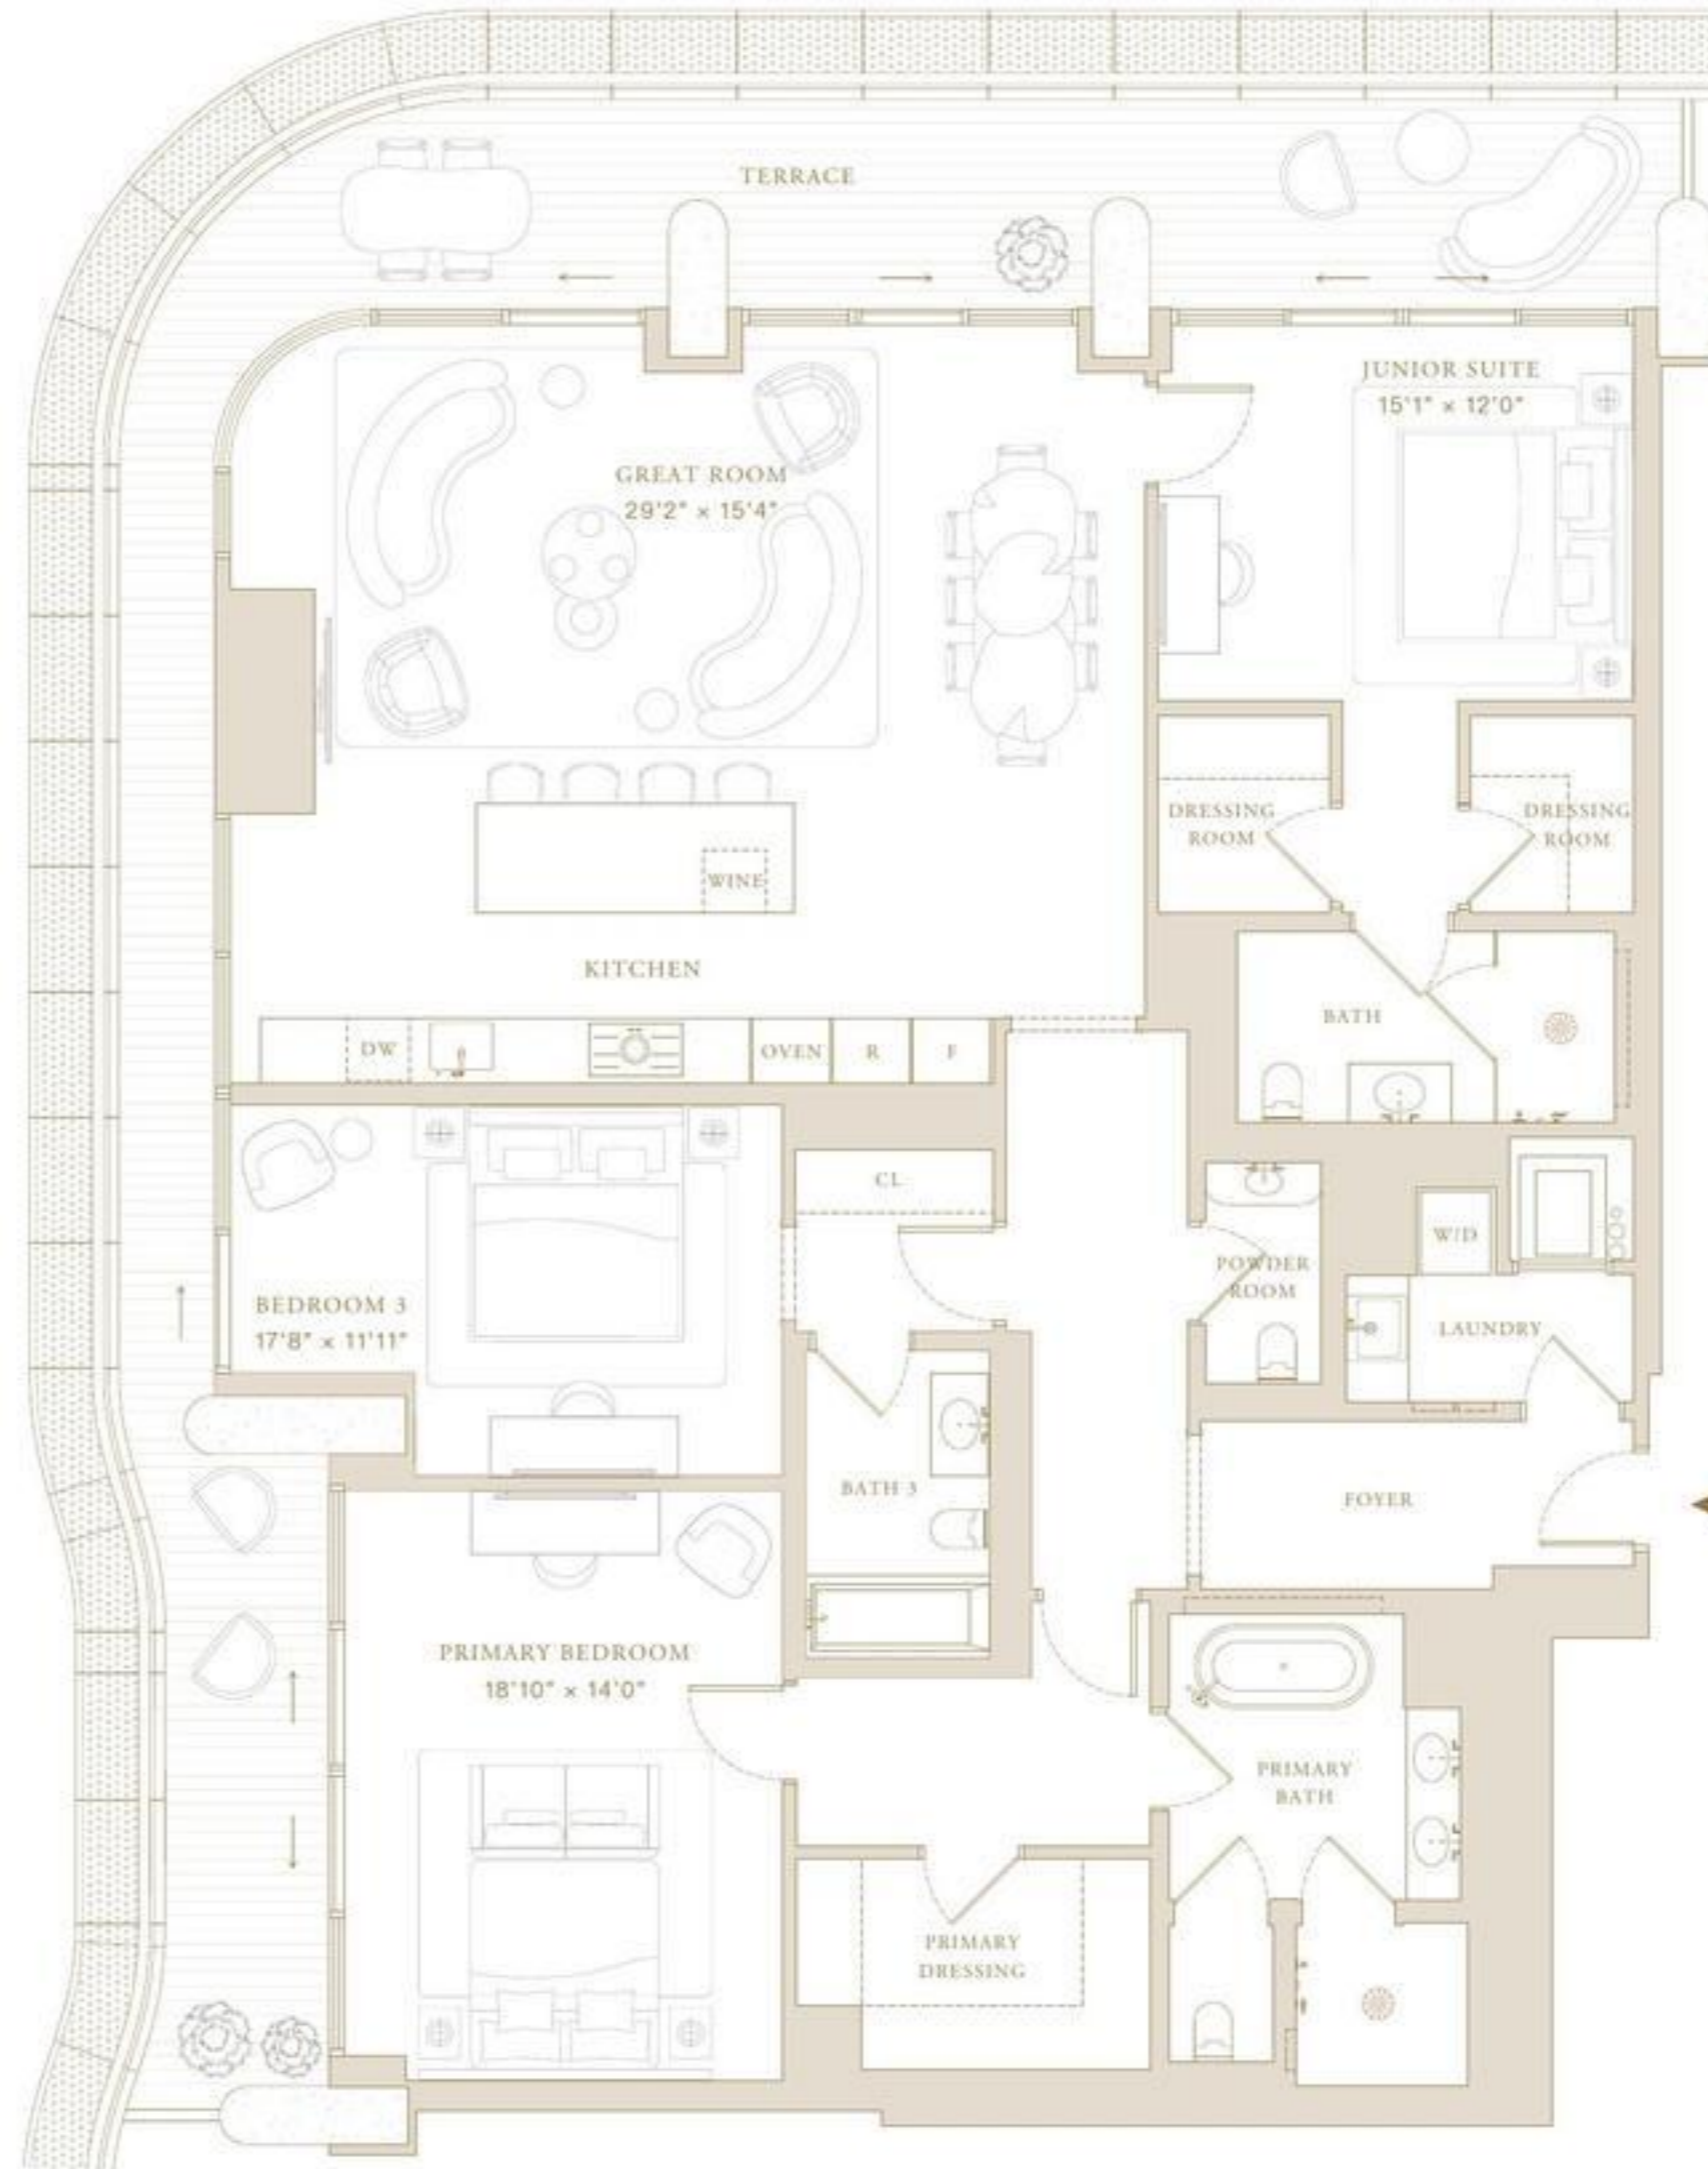 TERRACE
JUNIOR SUITE
15'1" × 12'0"
GREAT ROOM
29'2" × 15'4"
DRESSING
ROOM
DRESSING
ROOM
WINE
KITCHEN
BATH
DW
OVEN
R
F
CL
W/D
POWDER
ROOM
BEDROOM 3
17'8" × 11'11"
LAUNDRY
BATH 3
FOYER
PRIMARY BEDROOM
18'10" × 14'0"
PRIMARY
BATH
PRIMARY
DRESSING